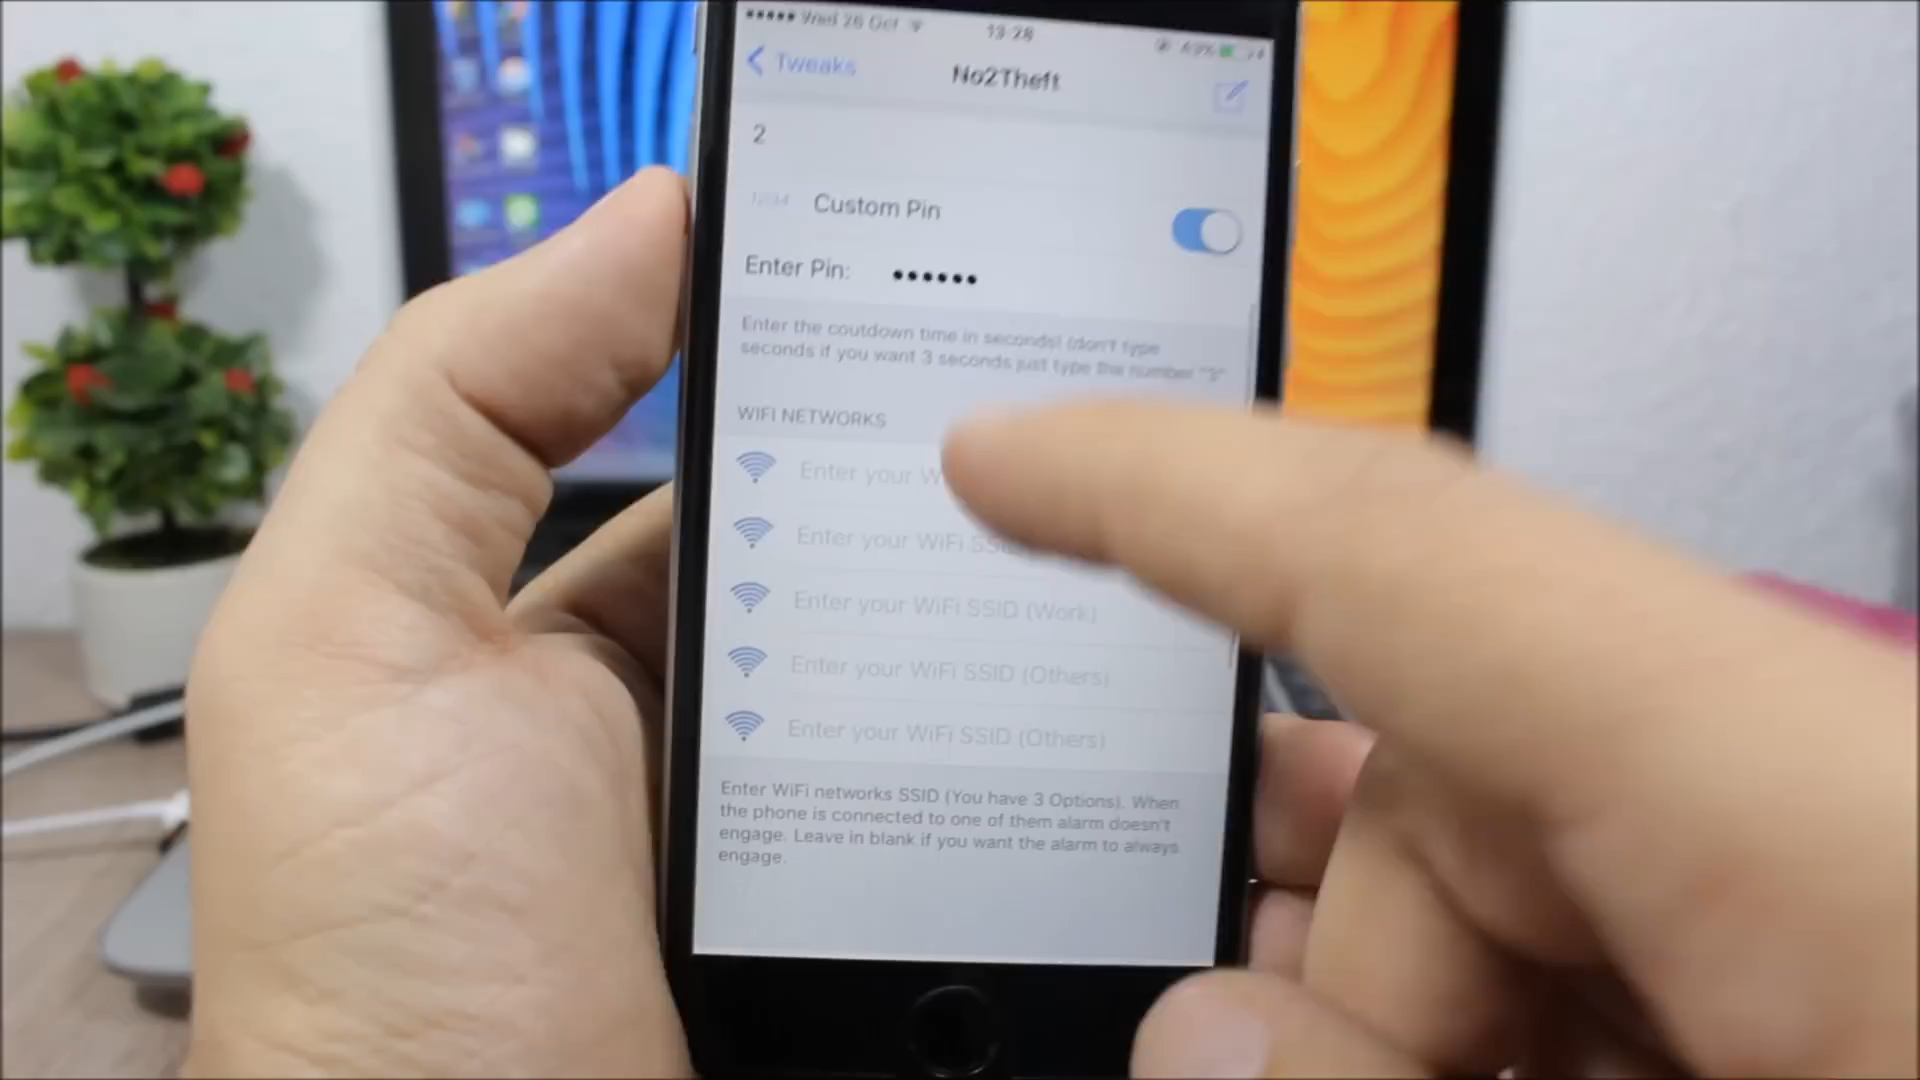 Wed 26 Oct 13:28
Tweaks
No2Theft
2
1234 Custom Pin
Enter Pin: ••••••
Enter the coutdown time in seconds! (don't type
seconds if you want 3 seconds just type the number "3"
WIFI NETWORKS
Enter your W
Enter your WiFi SS
Enter your WiFi SSID (Work)
Enter your WiFi SSID (Others)
Enter your WiFi SSID (Others)
Enter WiFi networks SSID (You have 3 Options). When
the phone is connected to one of them alarm doesn't
engage. Leave in blank if you want the alarm to always
engage.